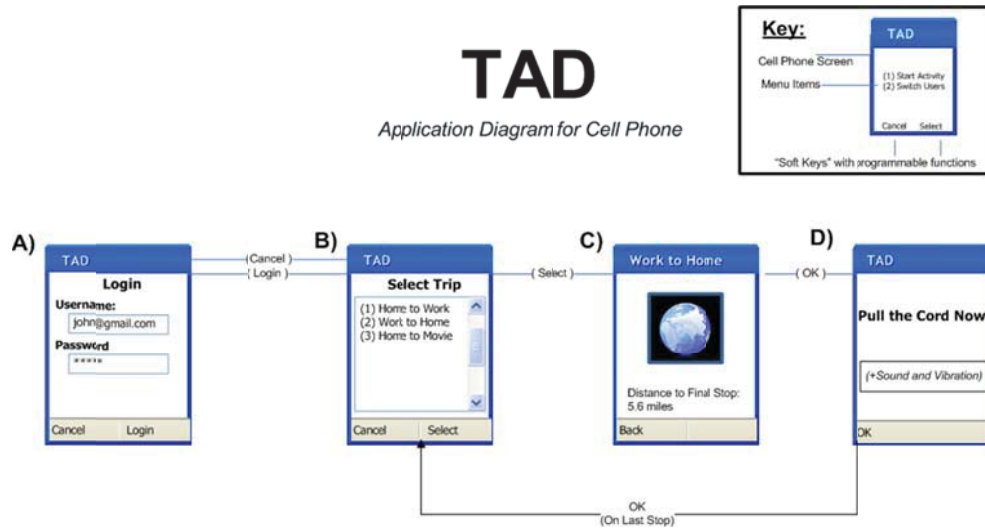 TAD
Application Diagram for Cell Phone
Key:
TAD
Cell Phone Screen
Menu Items
(1) Start Activity
(2) Switch Users
Cancel Select
"Soft Keys" with programmable functions
A)
TAD
Login
Username:
john@gmail.com
Password
*****
Cancel Login
(Cancel)
(Login)
B)
TAD
Select Trip
(1) Home to Work
(2) Work to Home
(3) Home to Movie
Cancel Select
(Select)
C)
Work to Home
Distance to Final Stop:
5.6 miles
Back
(OK)
D)
TAD
Pull the Cord Now
(+Sound and Vibration)
OK
OK
(On Last Stop)